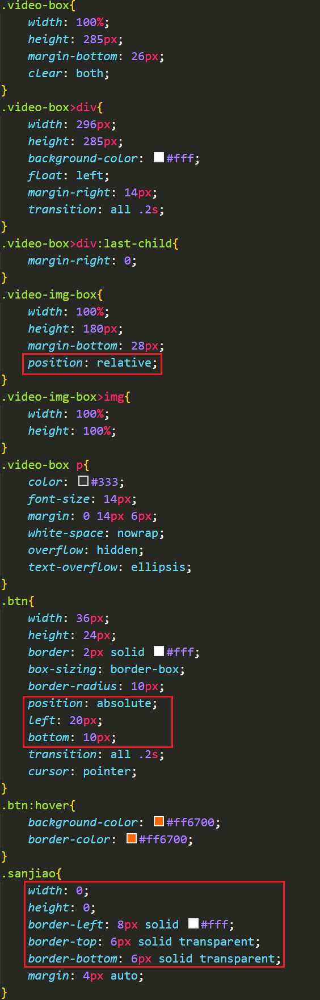 .video-box{
    width: 100%;
    height: 285px;
    margin-bottom: 26px;
    clear: both;
}
.video-box>div{
    width: 296px;
    height: 285px;
    background-color: #fff;
    float: left;
    margin-right: 14px;
    transition: all .2s;
}
.video-box>div:last-child{
    margin-right: 0;
}
.video-img-box{
    width: 100%;
    height: 180px;
    margin-bottom: 28px;
    position: relative;
}
.video-img-box>img{
    width: 100%;
    height: 100%;
}
.video-box p{
    color: #333;
    font-size: 14px;
    margin: 0 14px 6px;
    white-space: nowrap;
    overflow: hidden;
    text-overflow: ellipsis;
}
.btn{
    width: 36px;
    height: 24px;
    border: 2px solid #fff;
    box-sizing: border-box;
    border-radius: 10px;
    position: absolute;
    left: 20px;
    bottom: 10px;
    transition: all .2s;
    cursor: pointer;
}
.btn:hover{
    background-color: #ff6700;
    border-color: #ff6700;
}
.sanjiao{
    width: 0;
    height: 0;
    border-left: 8px solid #fff;
    border-top: 6px solid transparent;
    border-bottom: 6px solid transparent;
    margin: 4px auto;
}